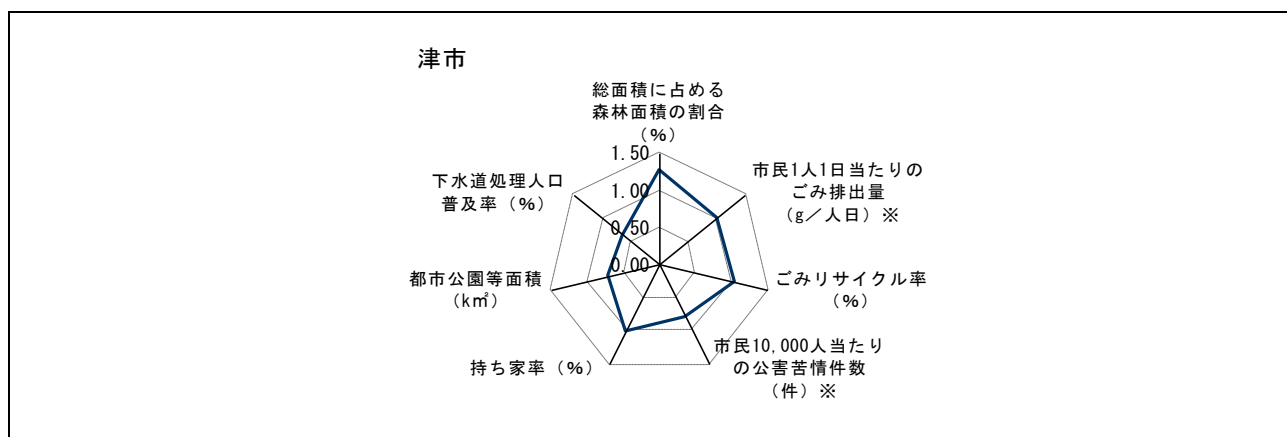 津市
総面積に占める
森林面積の割合
（%）
1.50
1.00
0.50
0.00
市民1人1日当たりの
ごみ排出量
（g／人日）※
ごみリサイクル率
（%）
市民10,000人当たり
の公害苦情件数
（件）※
持ち家率（%）
都市公園等面積
（k㎡）
下水道処理人口
普及率（%）